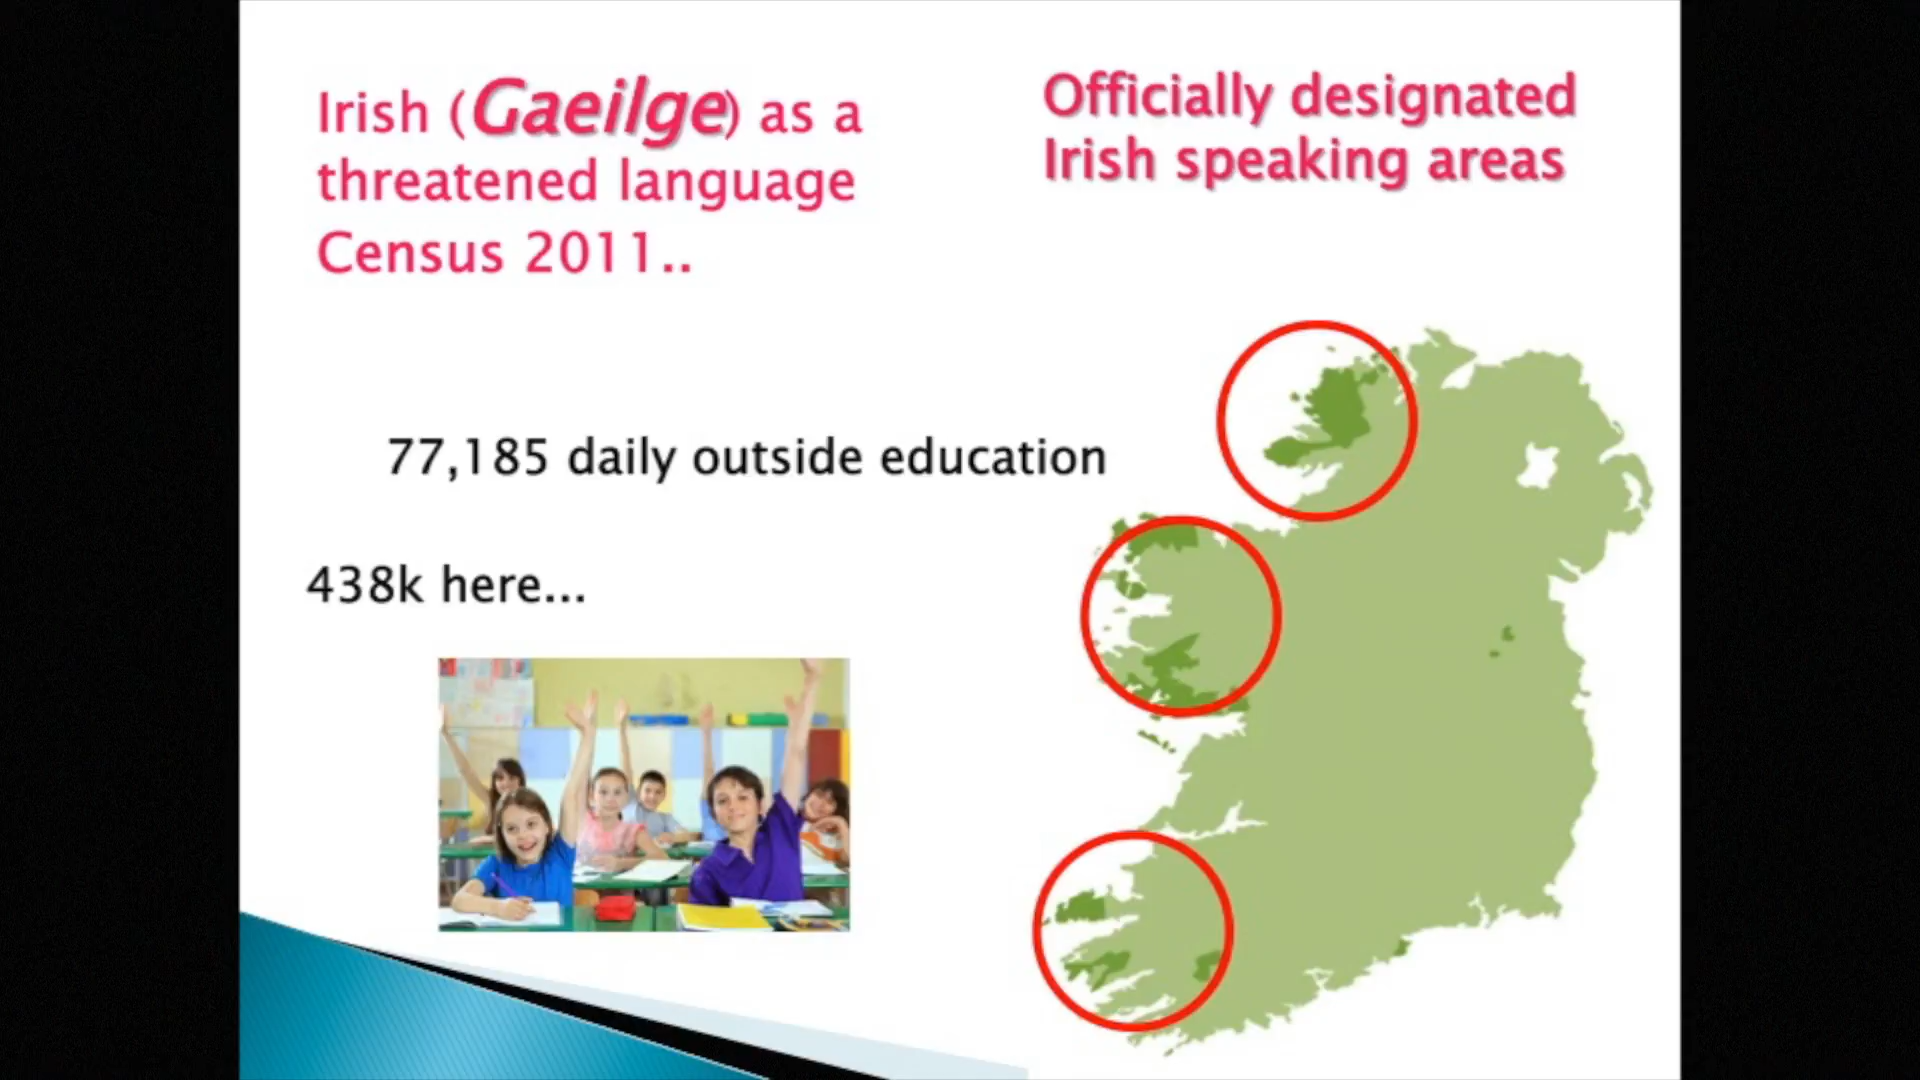 Irish (Gaeilge) as a
threatened language
Census 2011..
Officially designated
Irish speaking areas
77,185 daily outside education
438k here...